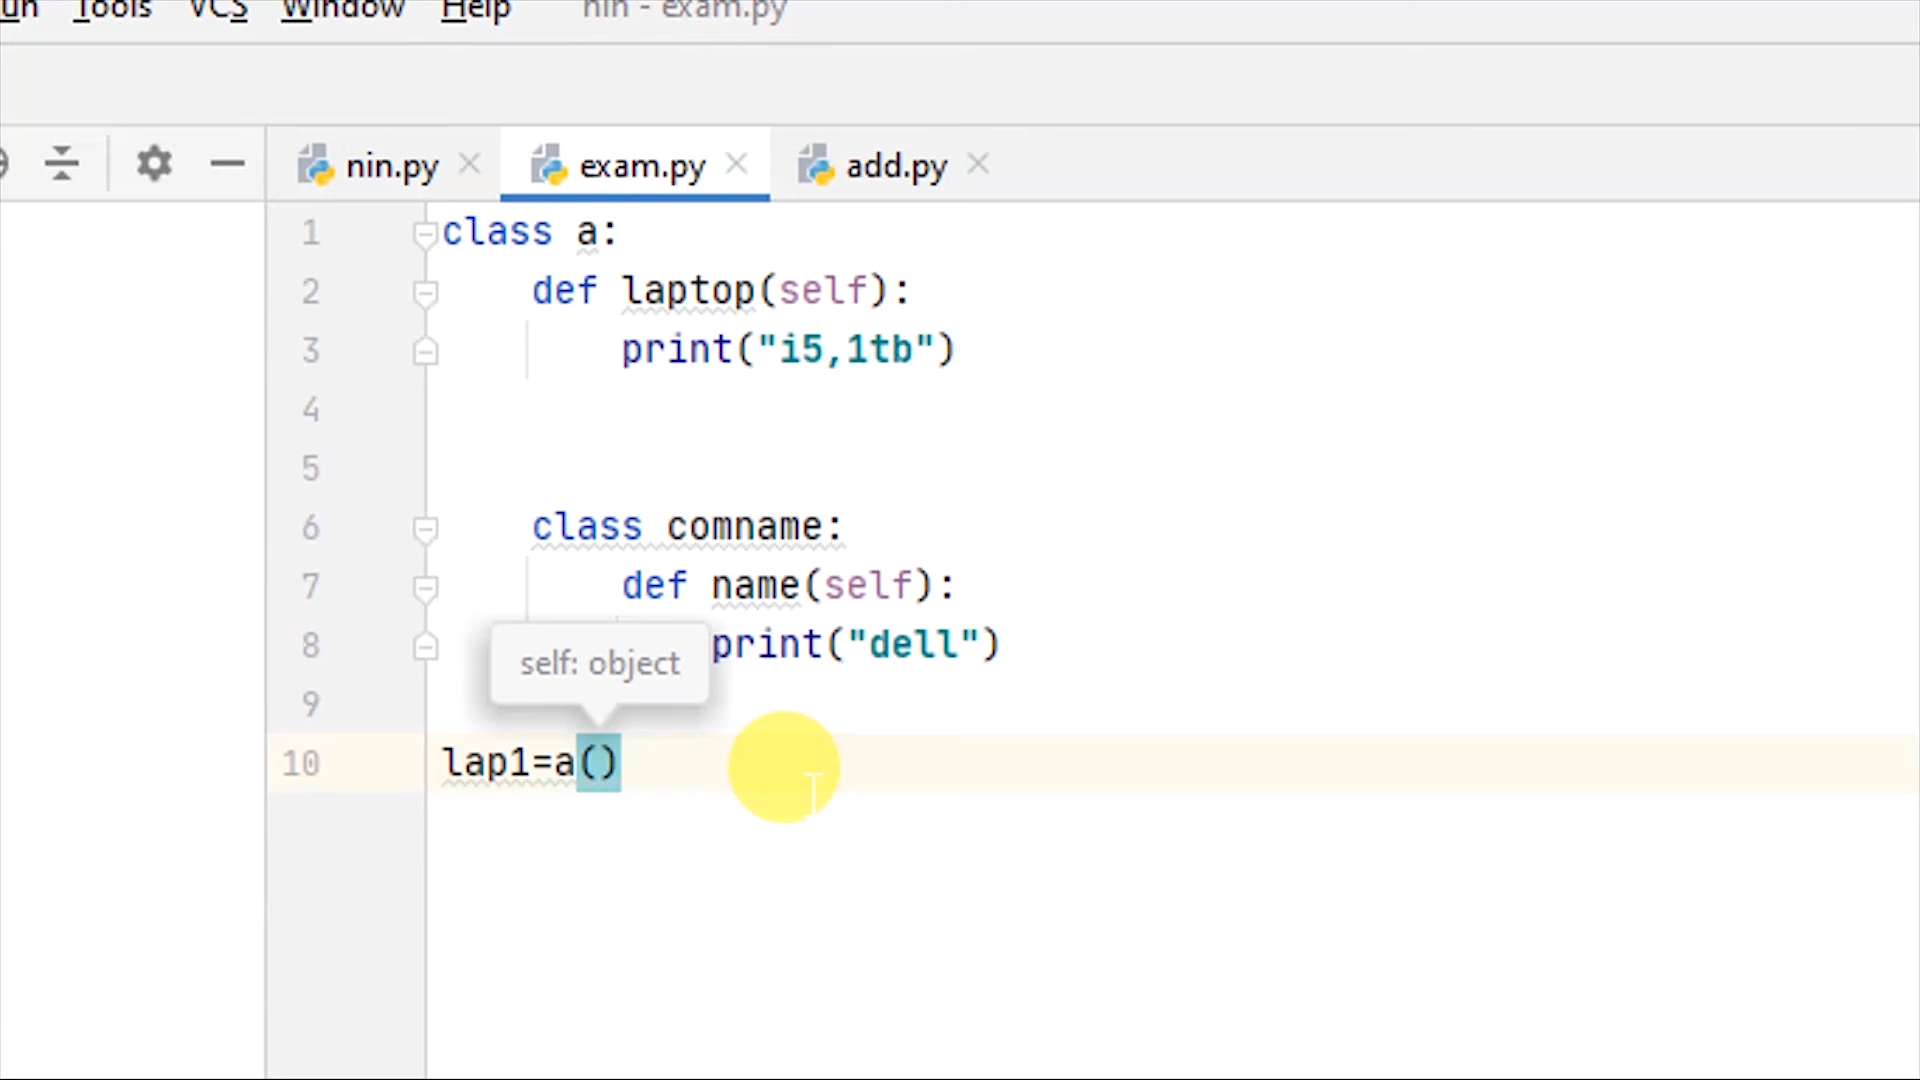 un Tools VCS Window Help nin - exam.py
nin.py exam.py add.py
1 class a:
2 def laptop(self):
3 print("i5,1tb")
4
5
6 class comname:
7 def name(self):
8 print("dell")
self: object
9
10 lap1=a()